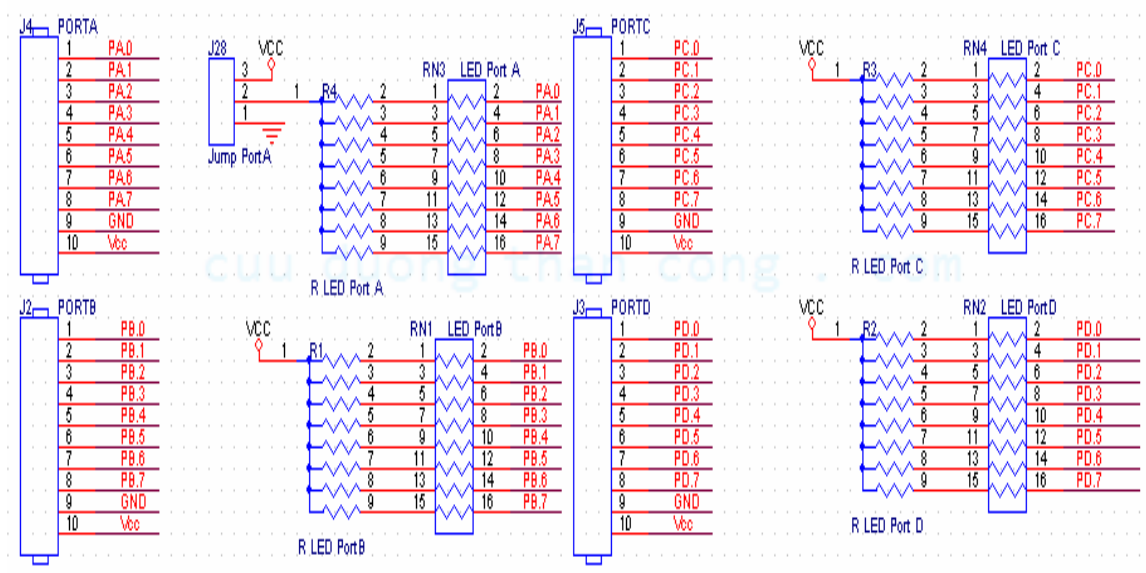 J4 PORTA
1 PA.0
2 PA.1
3 PA.2
4 PA.3
5 PA.4
6 PA.5
7 PA.6
8 PA.7
9 GND
10 Vcc
J28 VCC
3
2 1
1
Jump PortA
R4 RN3 LED Port A
2 1 2 PA.0
3 3 4 PA.1
4 5 6 PA.2
5 7 8 PA.3
6 9 10 PA.4
7 11 12 PA.5
8 13 14 PA.6
9 15 16 PA.7
R LED Port A
J5 PORTC
1 PC.0
2 PC.1
3 PC.2
4 PC.3
5 PC.4
6 PC.5
7 PC.6
8 PC.7
9 GND
10 Vcc
VCC RN4 LED Port C
1 R3 2 1 2 PC.0
3 3 4 PC.1
4 5 6 PC.2
5 7 8 PC.3
6 9 10 PC.4
7 11 12 PC.5
8 13 14 PC.6
9 15 16 PC.7
R LED Port C
cuu duong than cong . com
J2 PORTB
1 PB.0
2 PB.1
3 PB.2
4 PB.3
5 PB.4
6 PB.5
7 PB.6
8 PB.7
9 GND
10 Vcc
VCC RN1 LED PortB
1 R1 2 1 2 PB.0
3 3 4 PB.1
4 5 6 PB.2
5 7 8 PB.3
6 9 10 PB.4
7 11 12 PB.5
8 13 14 PB.6
9 15 16 PB.7
R LED PortB
J3 PORTD
1 PD.0
2 PD.1
3 PD.2
4 PD.3
5 PD.4
6 PD.5
7 PD.6
8 PD.7
9 GND
10 Vcc
VCC RN2 LED PortD
1 R2 2 1 2 PD.0
3 3 4 PD.1
4 5 6 PD.2
5 7 8 PD.3
6 9 10 PD.4
7 11 12 PD.5
8 13 14 PD.6
9 15 16 PD.7
R LED Port D